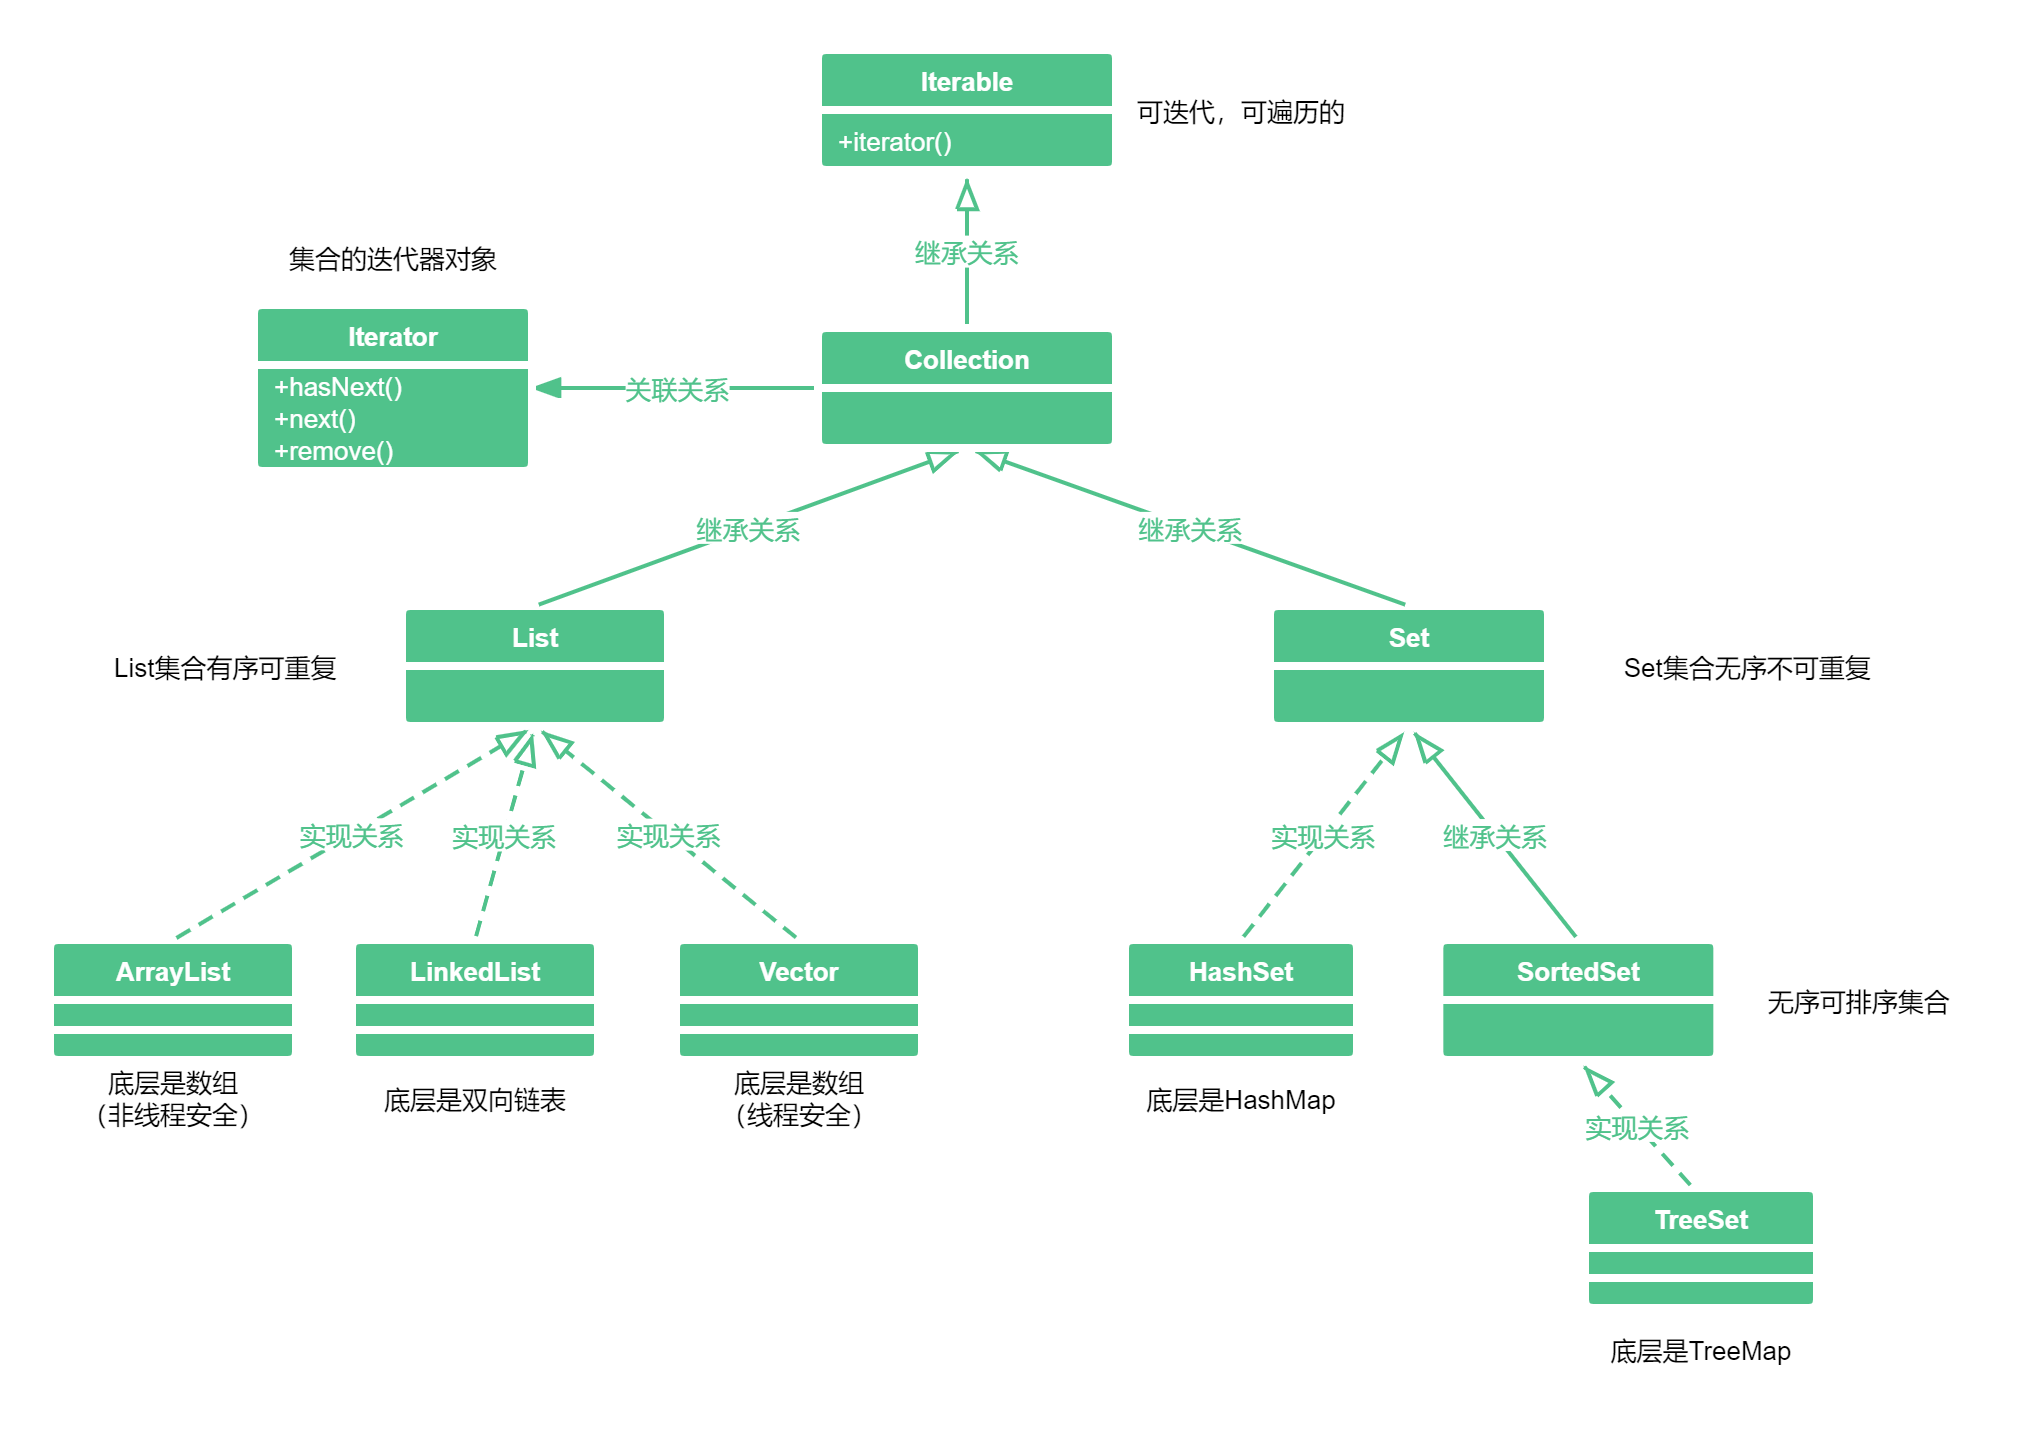 Iterable
+iterator()
可迭代，可遍历的
继承关系
集合的迭代器对象
Iterator
+hasNext()
+next()
+remove()
关联关系
Collection
继承关系
继承关系
List集合有序可重复
List
Set
Set集合无序不可重复
实现关系
实现关系
实现关系
实现关系
继承关系
ArrayList
LinkedList
Vector
HashSet
SortedSet
无序可排序集合
底层是数组
（非线程安全）
底层是双向链表
底层是数组
（线程安全）
底层是HashMap
实现关系
TreeSet
底层是TreeMap